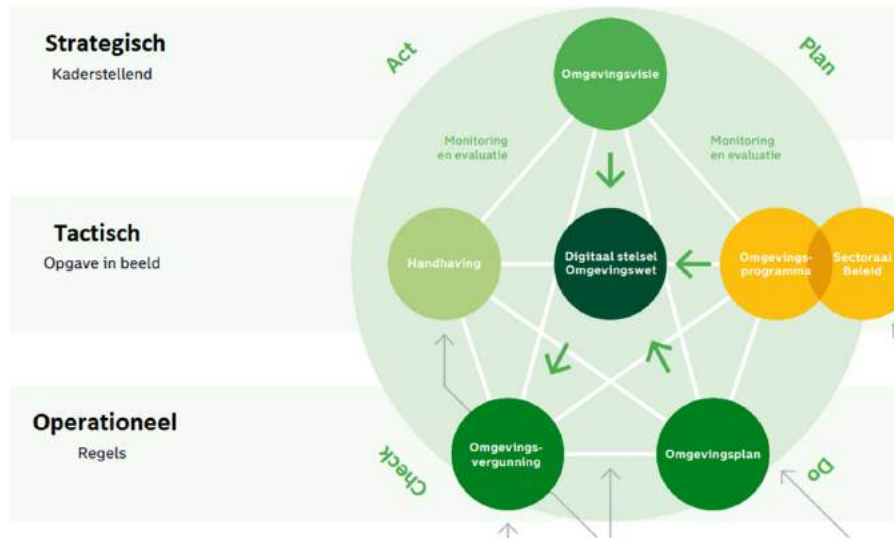 Strategisch
Kaderstellend
Act
Plan
Omgevingsvisie
Monitoring
en evaluatie
Monitoring
en evaluatie
Tactisch
Opgave in beeld
Handhaving
Digitaal stelsel
Omgevingswet
Omgevings-
programma
Sectoraal
Beleid
Operationeel
Regels
Check
Omgevings-
vergunning
Omgevingsplan
Do